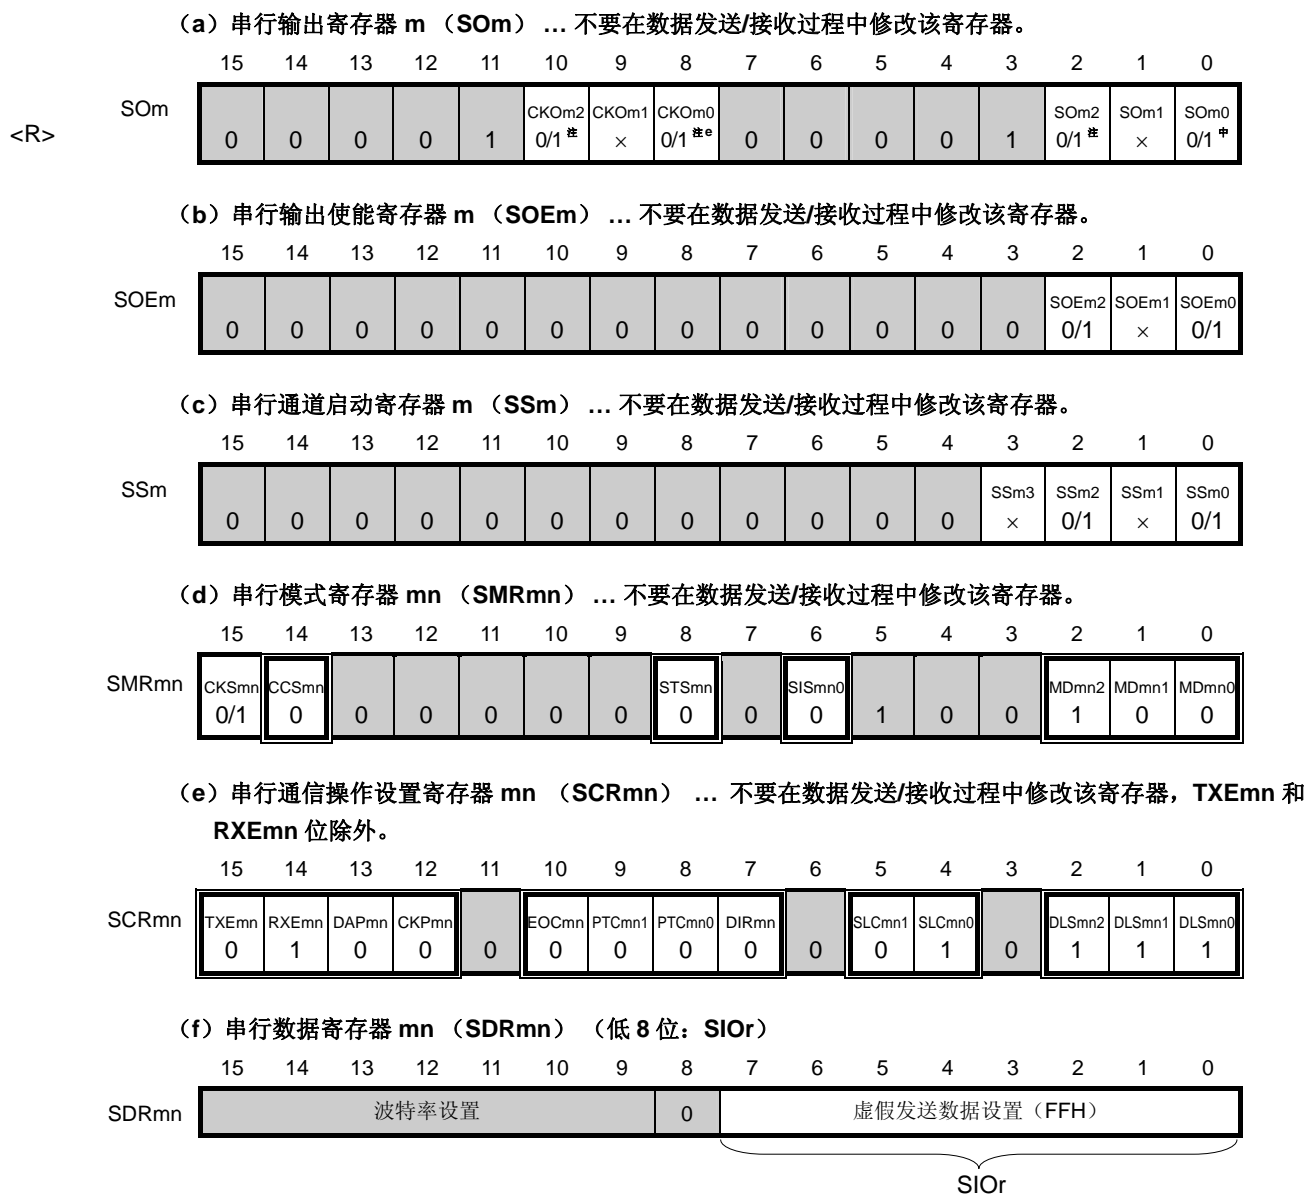 （a）串行输出寄存器 m （SOm） … 不要在数据发送/接收过程中修改该寄存器。
15 14 13 12 11 10 9 8 7 6 5 4 3 2 1 0
<R>
SOm
CKOm2 CKOm1 CKOm0 SOm2 SOm1 SOm0
0 0 0 0 1 0/1 注 × 0/1 注e 0 0 0 0 1 0/1 注 × 0/1 中
（b）串行输出使能寄存器 m （SOEm） … 不要在数据发送/接收过程中修改该寄存器。
15 14 13 12 11 10 9 8 7 6 5 4 3 2 1 0
SOEm
SOEm2 SOEm1 SOEm0
0 0 0 0 0 0 0 0 0 0 0 0 0 0/1 × 0/1
（c）串行通道启动寄存器 m （SSm） … 不要在数据发送/接收过程中修改该寄存器。
15 14 13 12 11 10 9 8 7 6 5 4 3 2 1 0
SSm
SSm3 SSm2 SSm1 SSm0
0 0 0 0 0 0 0 0 0 0 0 0 × 0/1 × 0/1
（d）串行模式寄存器 mn （SMRmn） … 不要在数据发送/接收过程中修改该寄存器。
15 14 13 12 11 10 9 8 7 6 5 4 3 2 1 0
SMRmn
CKSmn CCSmn STSmn SISmn0 MDmn2 MDmn1 MDmn0
0/1 0 0 0 0 0 0 0 0 0 1 0 0 1 0 0
（e）串行通信操作设置寄存器 mn （SCRmn） … 不要在数据发送/接收过程中修改该寄存器，TXEmn 和
RXEmn 位除外。
15 14 13 12 11 10 9 8 7 6 5 4 3 2 1 0
SCRmn
TXEmn RXEmn DAPmn CKPmn EOCmn PTCmn1 PTCmn0 DIRmn SLCmn1 SLCmn0 DLSmn2 DLSmn1 DLSmn0
0 1 0 0 0 0 0 0 0 0 0 1 0 1 1 1
（f）串行数据寄存器 mn （SDRmn） （低 8 位：SIOr）
15 14 13 12 11 10 9 8 7 6 5 4 3 2 1 0
SDRmn
波特率设置 0 虚假发送数据设置（FFH）
SIOr